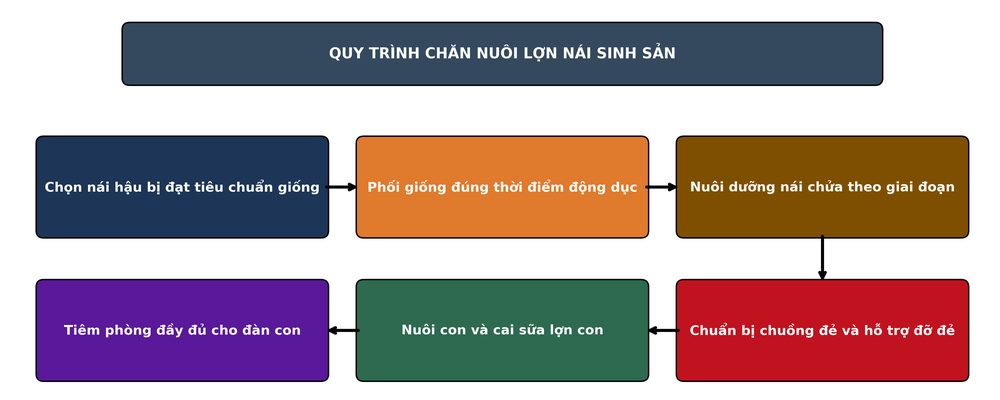 QUY TRÌNH CHĂN NUÔI LỢN NÁI SINH SẢN
Chọn nái hậu bị đạt tiêu chuẩn giống
Phối giống đúng thời điểm động dục
Nuôi dưỡng nái chửa theo giai đoạn
Chuẩn bị chuồng đẻ và hỗ trợ đỡ đẻ
Nuôi con và cai sữa lợn con
Tiêm phòng đầy đủ cho đàn con